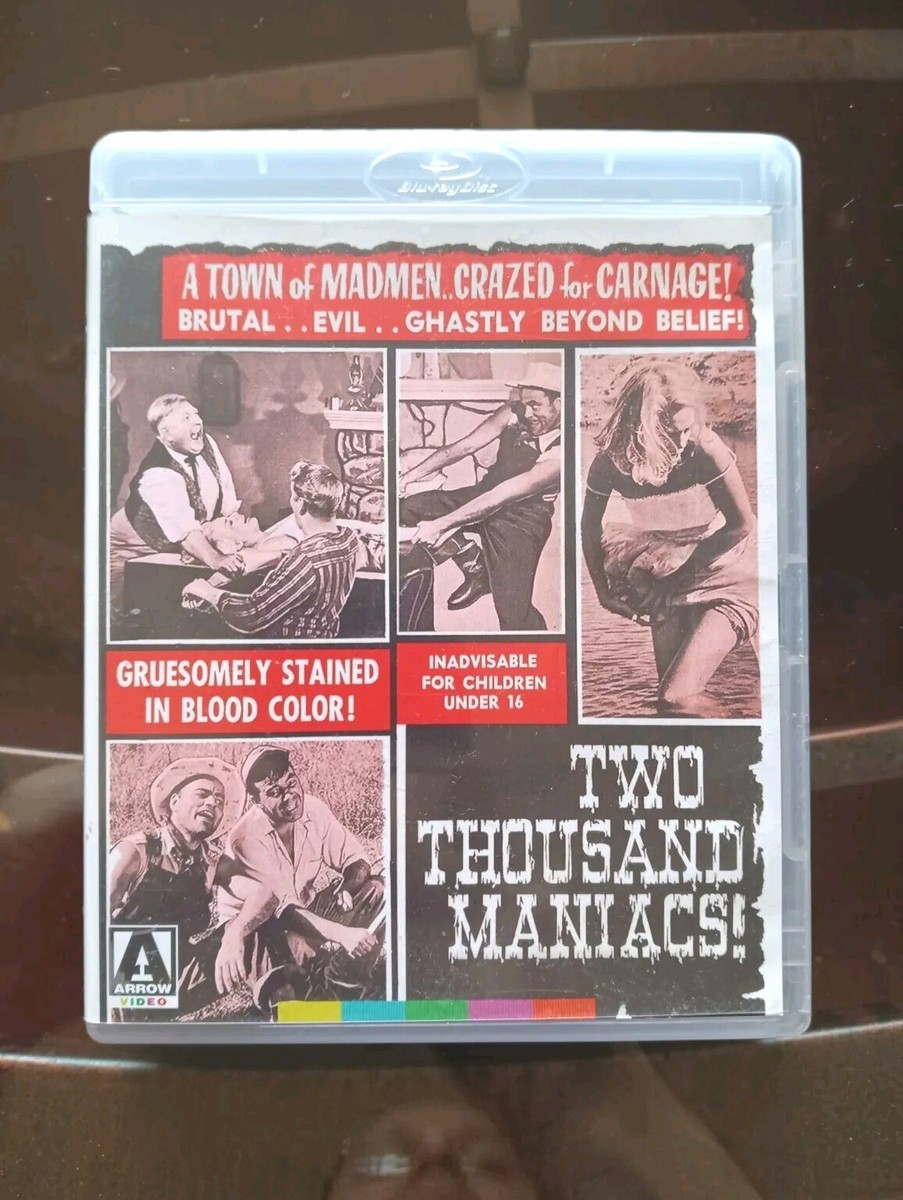 Blu-ray Disc
A TOWN of MADMEN..CRAZED for CARNAGE!
BRUTAL..EVIL..GHASTLY BEYOND BELIEF!
GRUESOMELY STAINED
IN BLOOD COLOR!
INADVISABLE
FOR CHILDREN
UNDER 16
TWO
THOUSAND
MANIACS!
A
ARROW
VIDEO